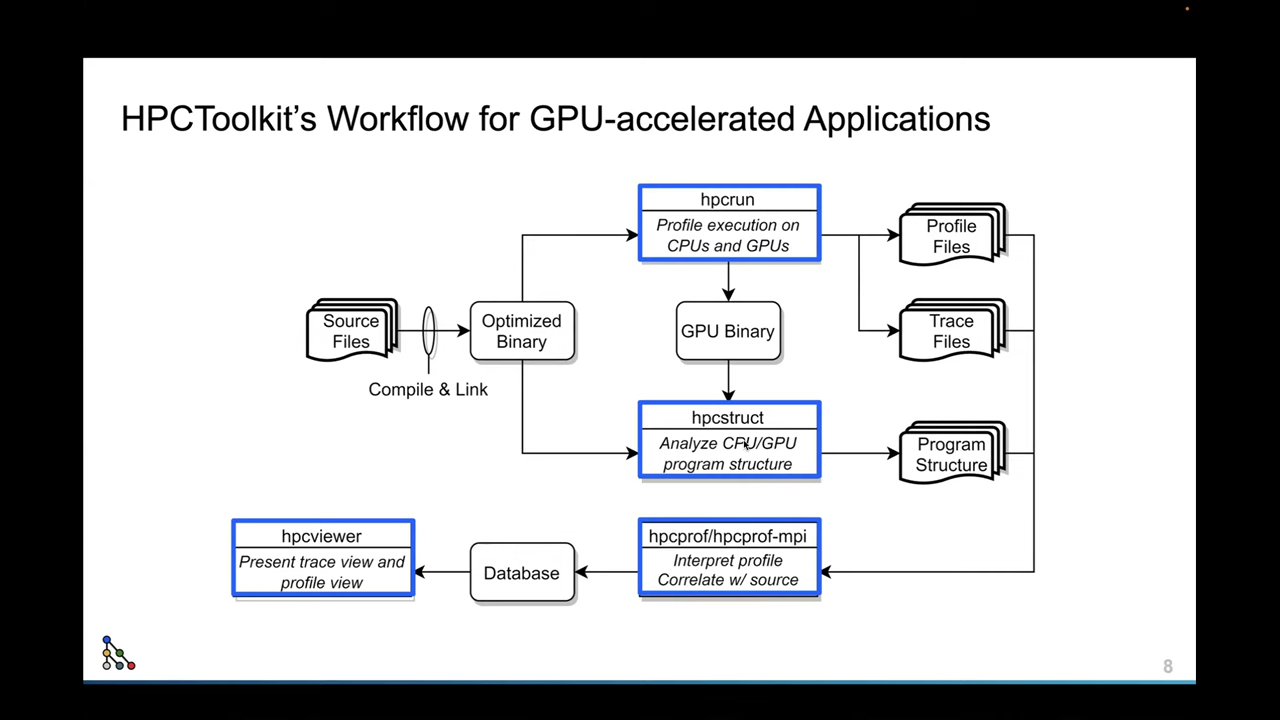 HPCToolkit’s Workflow for GPU-accelerated Applications
hpcrun
Profile execution on
CPUs and GPUs
Profile
Files
Source
Files
Optimized
Binary
GPU Binary
Trace
Files
Compile & Link
hpcstruct
Analyze CPU/GPU
program structure
Program
Structure
hpcviewer
Present trace view and
profile view
Database
hpcprof/hpcprof-mpi
Interpret profile
Correlate w/ source
8